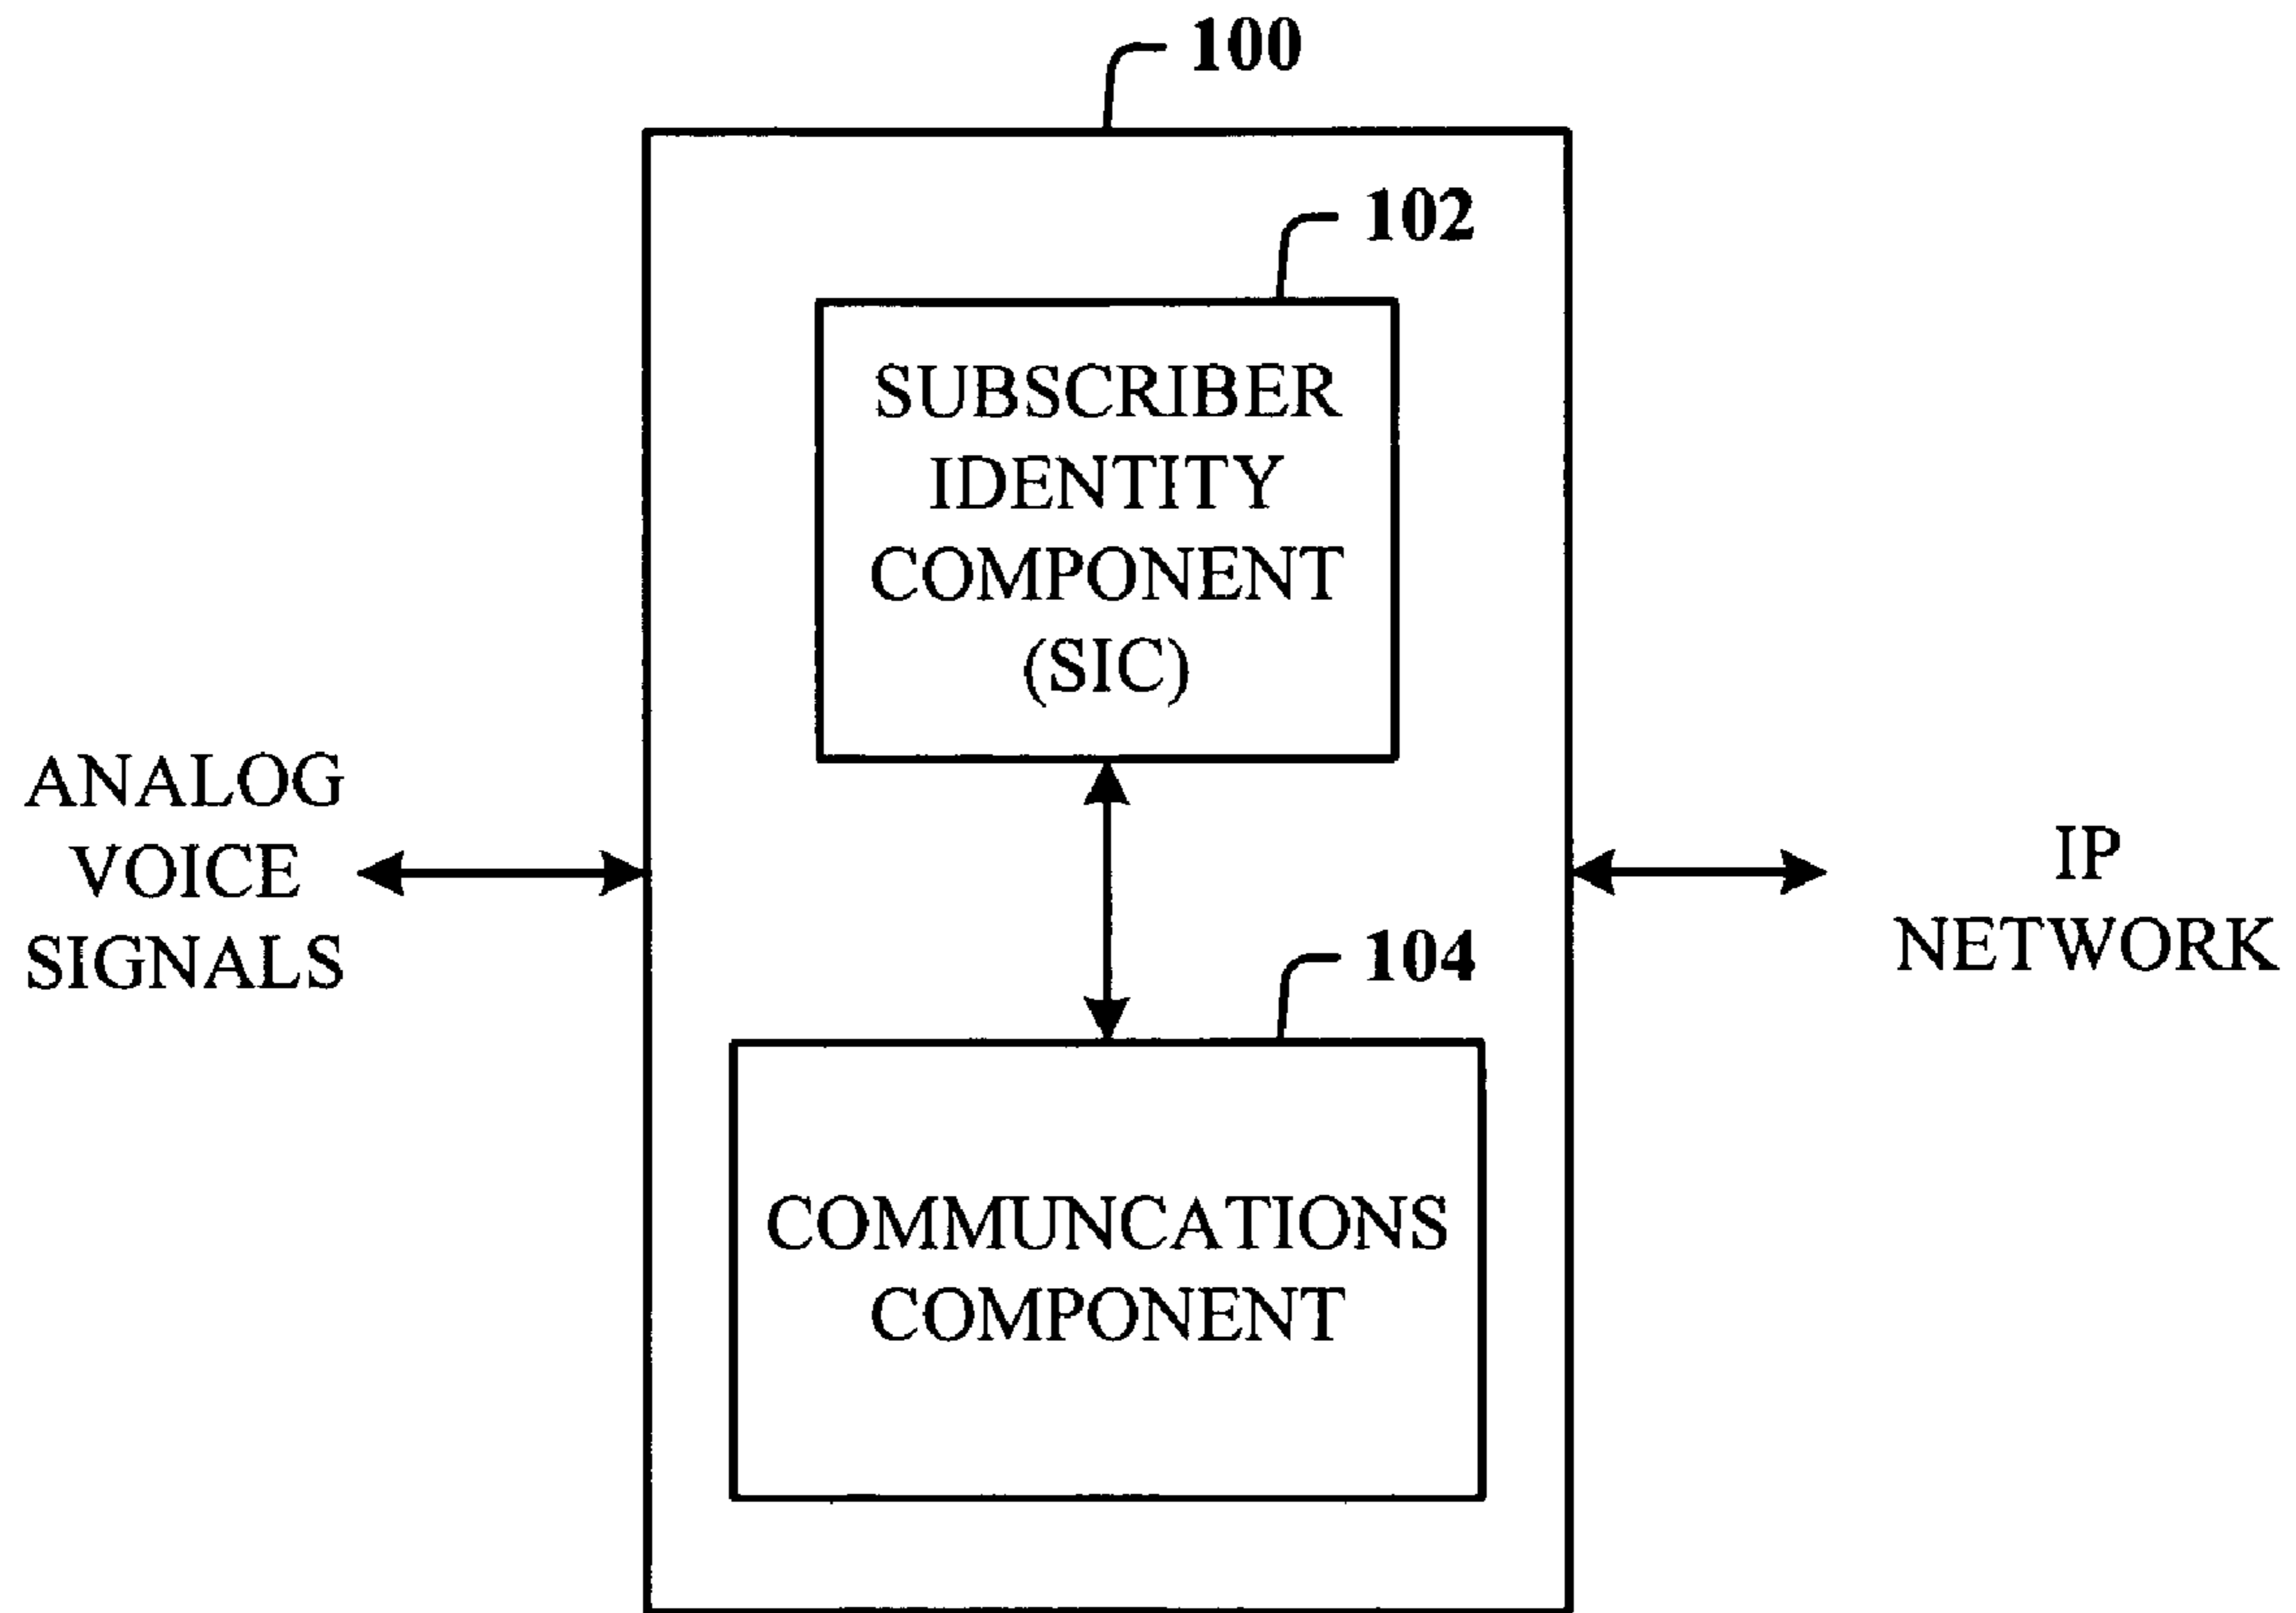 100
102
SUBSCRIBER
IDENTITY
COMPONENT
(SIC)
ANALOG
VOICE
SIGNALS
IP
NETWORK
104
COMMUNCATIONS
COMPONENT